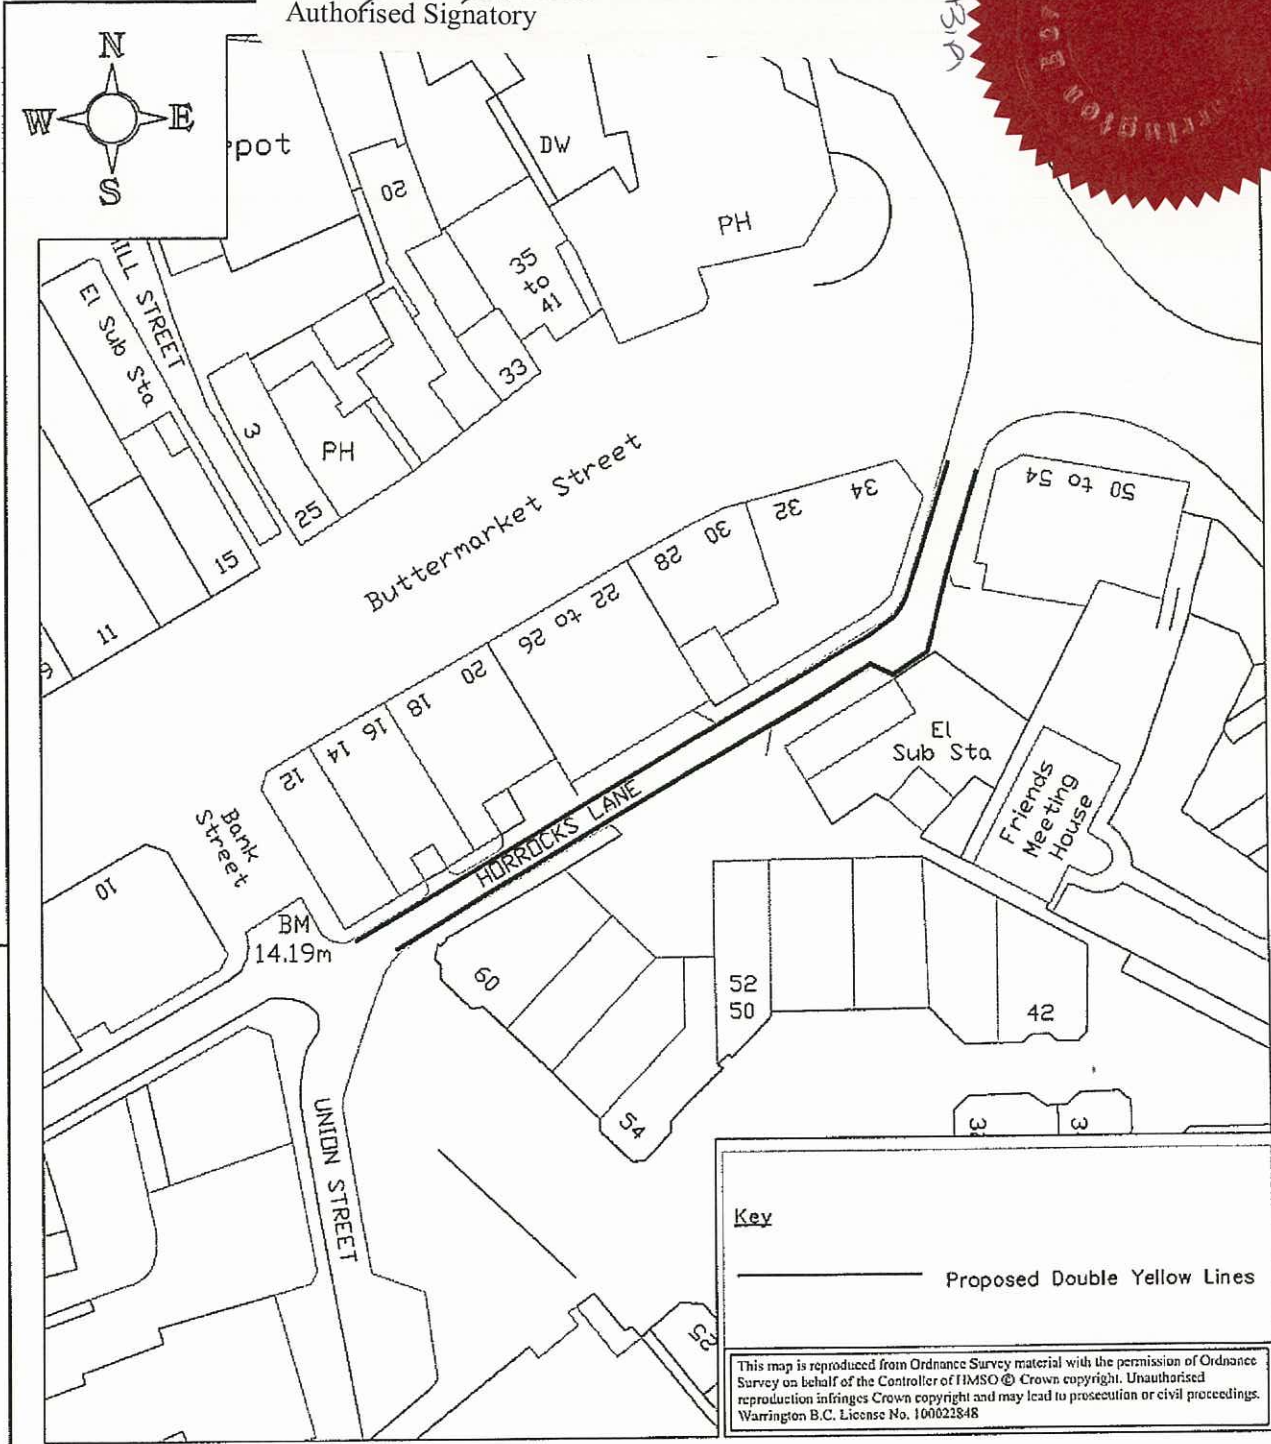 Authorised Signatory
N
W
E
S
pot
20
DW
PH
35
to
41
33
ILL STREET
El Sub Sta
3
PH
25
15
11
9
Buttermarket Street
34
32
30
28
22 to 26
20
18
16
14
12
50 to 54
El
Sub Sta
Friends
Meeting
House
HORROCKS LANE
Bank
Street
10
BM
14.19m
60
52
50
42
54
UNION STREET
25
Key
Proposed Double Yellow Lines
This map is reproduced from Ordnance Survey material with the permission of Ordnance
Survey on behalf of the Controller of HMSO © Crown copyright. Unauthorised
reproduction infringes Crown copyright and may lead to prosecution or civil proceedings.
Warrington B.C. License No. 100022848